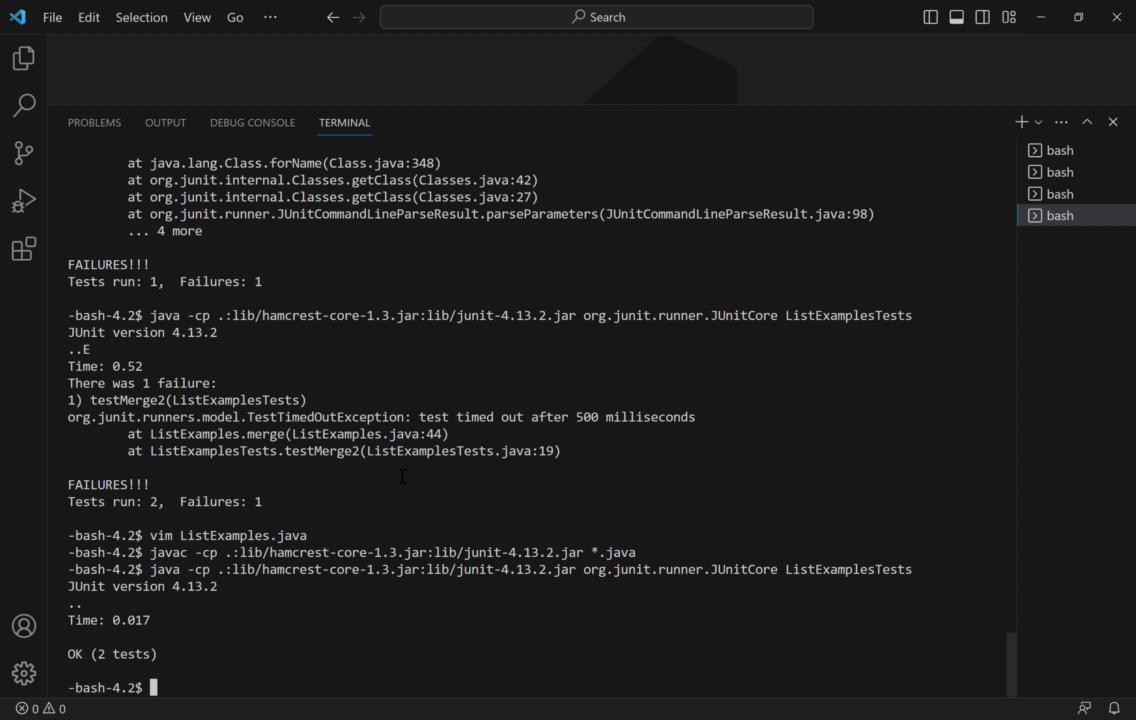 File Edit Selection View Go ... Search
PROBLEMS OUTPUT DEBUG CONSOLE TERMINAL
at java.lang.Class.forName(Class.java:348)
at org.junit.internal.Classes.getClass(Classes.java:42)
at org.junit.internal.Classes.getClass(Classes.java:27)
at org.junit.runner.JUnitCommandLineParseResult.parseParameters(JUnitCommandLineParseResult.java:98)
... 4 more
FAILURES!!!
Tests run: 1,  Failures: 1
-bash-4.2$ java -cp .:lib/hamcrest-core-1.3.jar:lib/junit-4.13.2.jar org.junit.runner.JUnitCore ListExamplesTests
JUnit version 4.13.2
..E
Time: 0.52
There was 1 failure:
1) testMerge2(ListExamplesTests)
org.junit.runners.model.TestTimedOutException: test timed out after 500 milliseconds
at ListExamples.merge(ListExamples.java:44)
at ListExamplesTests.testMerge2(ListExamplesTests.java:19)
FAILURES!!!
Tests run: 2,  Failures: 1
-bash-4.2$ vim ListExamples.java
-bash-4.2$ javac -cp .:lib/hamcrest-core-1.3.jar:lib/junit-4.13.2.jar *.java
-bash-4.2$ java -cp .:lib/hamcrest-core-1.3.jar:lib/junit-4.13.2.jar org.junit.runner.JUnitCore ListExamplesTests
JUnit version 4.13.2
..
Time: 0.017
OK (2 tests)
-bash-4.2$
bash
bash
bash
bash
0 0